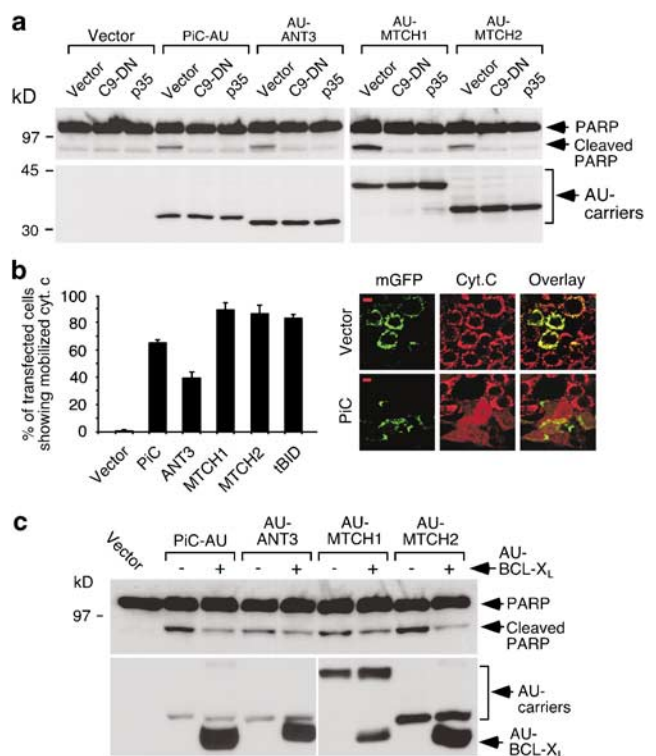 a
Vector PiC-AU AU-ANT3 AU-MTCH1 AU-MTCH2
Vector C9-DN p35 Vector C9-DN p35 Vector C9-DN p35 Vector C9-DN p35 Vector C9-DN p35
kD
97
45
30
PARP
Cleaved PARP
AU-carriers
b
% of transfected cells showing mobilized cyt. c
100
80
60
40
20
0
Vector PiC ANT3 MTCH1 MTCH2 tBID
mGFP Cyt.C Overlay
Vector
PiC
c
Vector PiC-AU AU-ANT3 AU-MTCH1 AU-MTCH2
- + - + - + - + AU-BCL-XL
kD
97
PARP
Cleaved PARP
AU-carriers
AU-BCL-XL